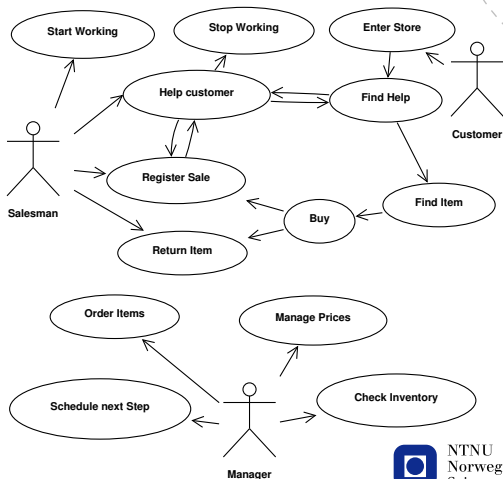 Start Working
Stop Working
Enter Store
Help customer
Find Help
Customer
Register Sale
Salesman
Find Item
Buy
Return Item
Order Items
Manage Prices
Schedule next Step
Check Inventory
Manager
NTNU
Norweg